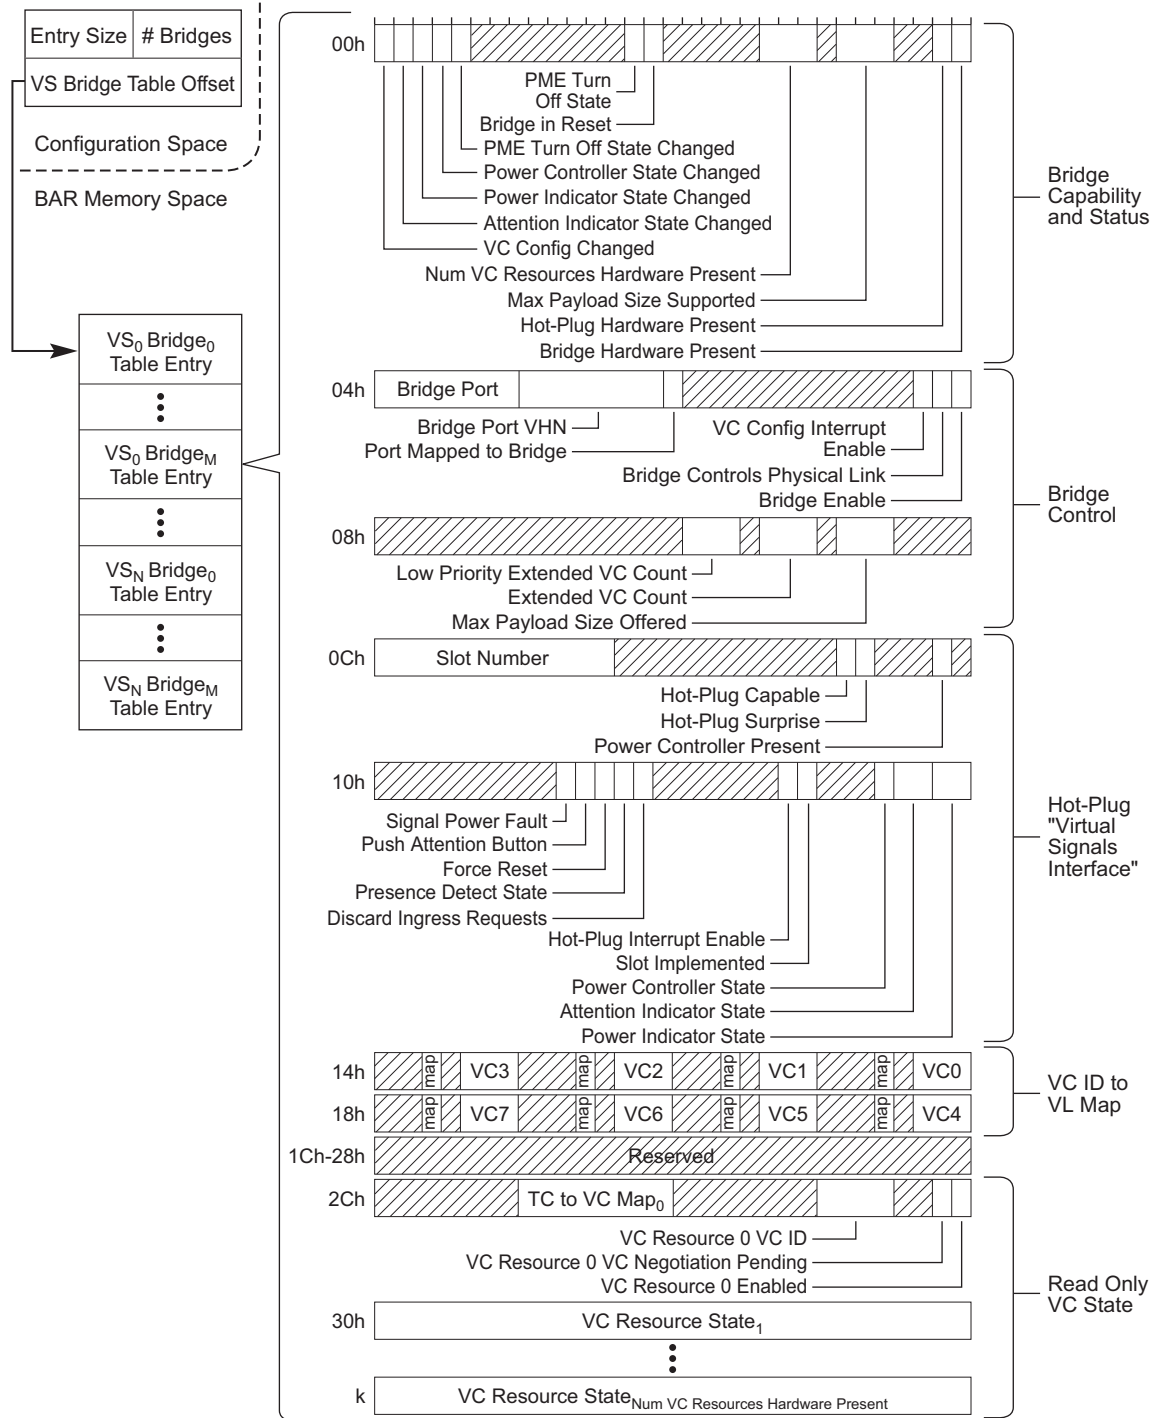 Entry Size # Bridges
VS Bridge Table Offset
Configuration Space
BAR Memory Space
VS0 Bridge0
Table Entry
VS0 BridgeM
Table Entry
VSN Bridge0
Table Entry
VSN BridgeM
Table Entry
00h
PME Turn
Off State
Bridge in Reset
PME Turn Off State Changed
Power Controller State Changed
Power Indicator State Changed
Attention Indicator State Changed
VC Config Changed
Num VC Resources Hardware Present
Max Payload Size Supported
Hot-Plug Hardware Present
Bridge Hardware Present
Bridge
Capability
and Status
04h Bridge Port
Bridge Port VHN
Port Mapped to Bridge
VC Config Interrupt
Enable
Bridge Controls Physical Link
Bridge Enable
08h
Low Priority Extended VC Count
Extended VC Count
Max Payload Size Offered
Bridge
Control
0Ch Slot Number
Hot-Plug Capable
Hot-Plug Surprise
Power Controller Present
10h
Signal Power Fault
Push Attention Button
Force Reset
Presence Detect State
Discard Ingress Requests
Hot-Plug Interrupt Enable
Slot Implemented
Power Controller State
Attention Indicator State
Power Indicator State
Hot-Plug
"Virtual
Signals
Interface"
14h map VC3 map VC2 map VC1 map VC0
18h map VC7 map VC6 map VC5 map VC4
VC ID to
VL Map
1Ch-28h Reserved
2Ch TC to VC Map0
VC Resource 0 VC ID
VC Resource 0 VC Negotiation Pending
VC Resource 0 Enabled
30h VC Resource State1
k VC Resource StateNum VC Resources Hardware Present
Read Only
VC State